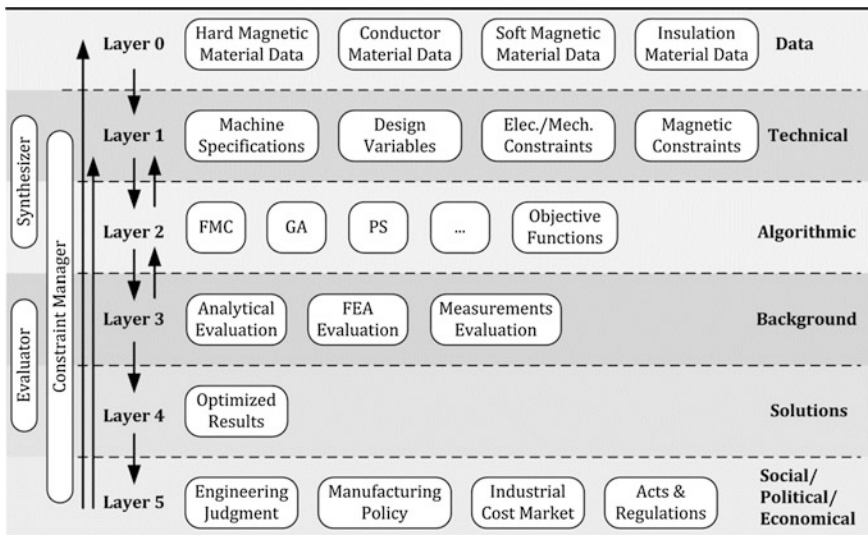 Layer 0
Hard Magnetic
Material Data
Conductor
Material Data
Soft Magnetic
Material Data
Insulation
Material Data
Data
Layer 1
Machine
Specifications
Design
Variables
Elec./Mech.
Constraints
Magnetic
Constraints
Technical
Synthesizer
Constraint Manager
Layer 2
FMC
GA
PS
...
Objective
Functions
Algorithmic
Evaluator
Layer 3
Analytical
Evaluation
FEA
Evaluation
Measurements
Evaluation
Background
Layer 4
Optimized
Results
Solutions
Layer 5
Engineering
Judgment
Manufacturing
Policy
Industrial
Cost Market
Acts &
Regulations
Social/
Political/
Economical